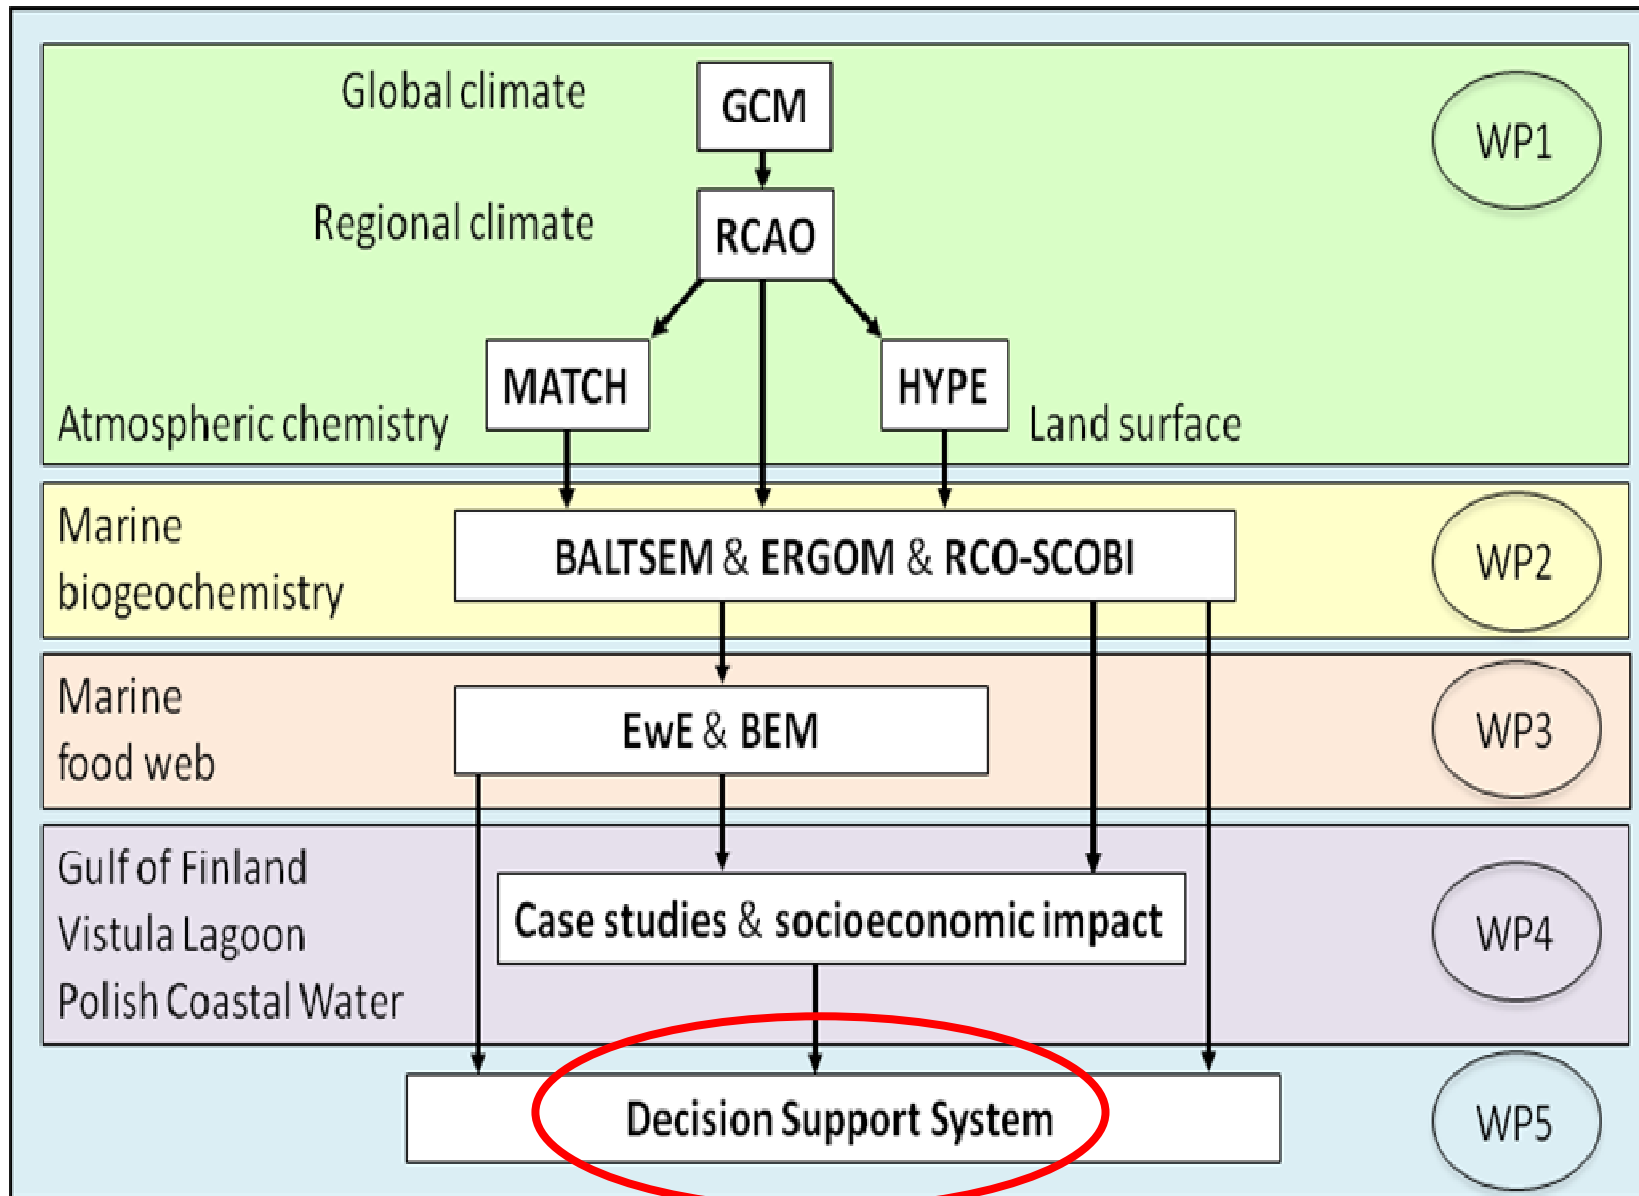 Global climate
GCM
WP1
Regional climate
RCAO
MATCH
HYPE
Atmospheric chemistry
Land surface
Marine
biogeochemistry
BALTSEM & ERGOM & RCO-SCOBI
WP2
Marine
food web
EwE & BEM
WP3
Gulf of Finland
Vistula Lagoon
Polish Coastal Water
Case studies & socioeconomic impact
WP4
Decision Support System
WP5